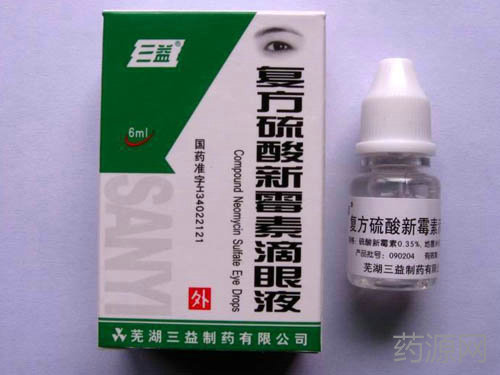 三益®
6ml
复方硫酸新霉素滴眼液
Compound Neomycin Sulfate Eye Drops
国药准字H34022121
SANYI
外
芜湖三益制药有限公司
复方硫酸新霉素
硫酸新霉素0.35%,
产品批号:090204
芜湖三益制药有限
药源网